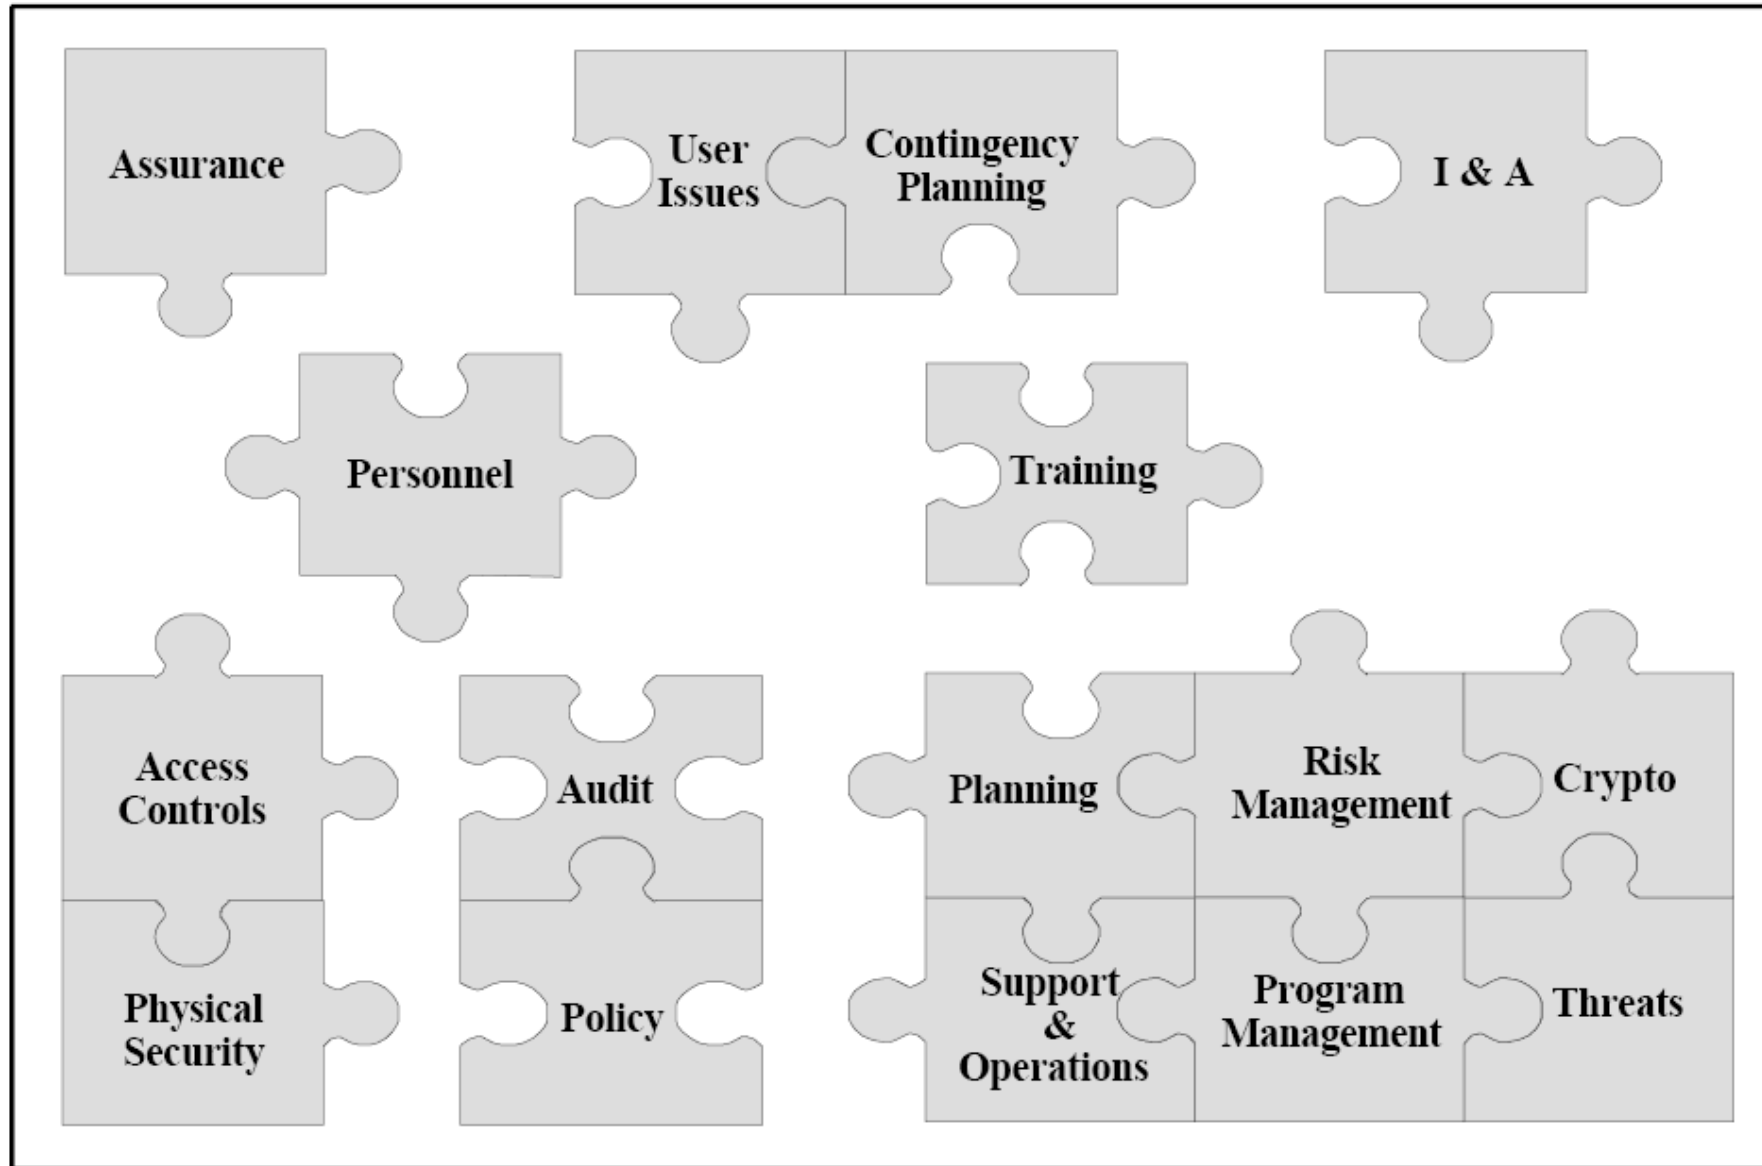 Assurance
User
Issues
Contingency
Planning
I & A
Personnel
Training
Access
Controls
Audit
Planning
Risk
Management
Crypto
Physical
Security
Policy
Support
&
Operations
Program
Management
Threats